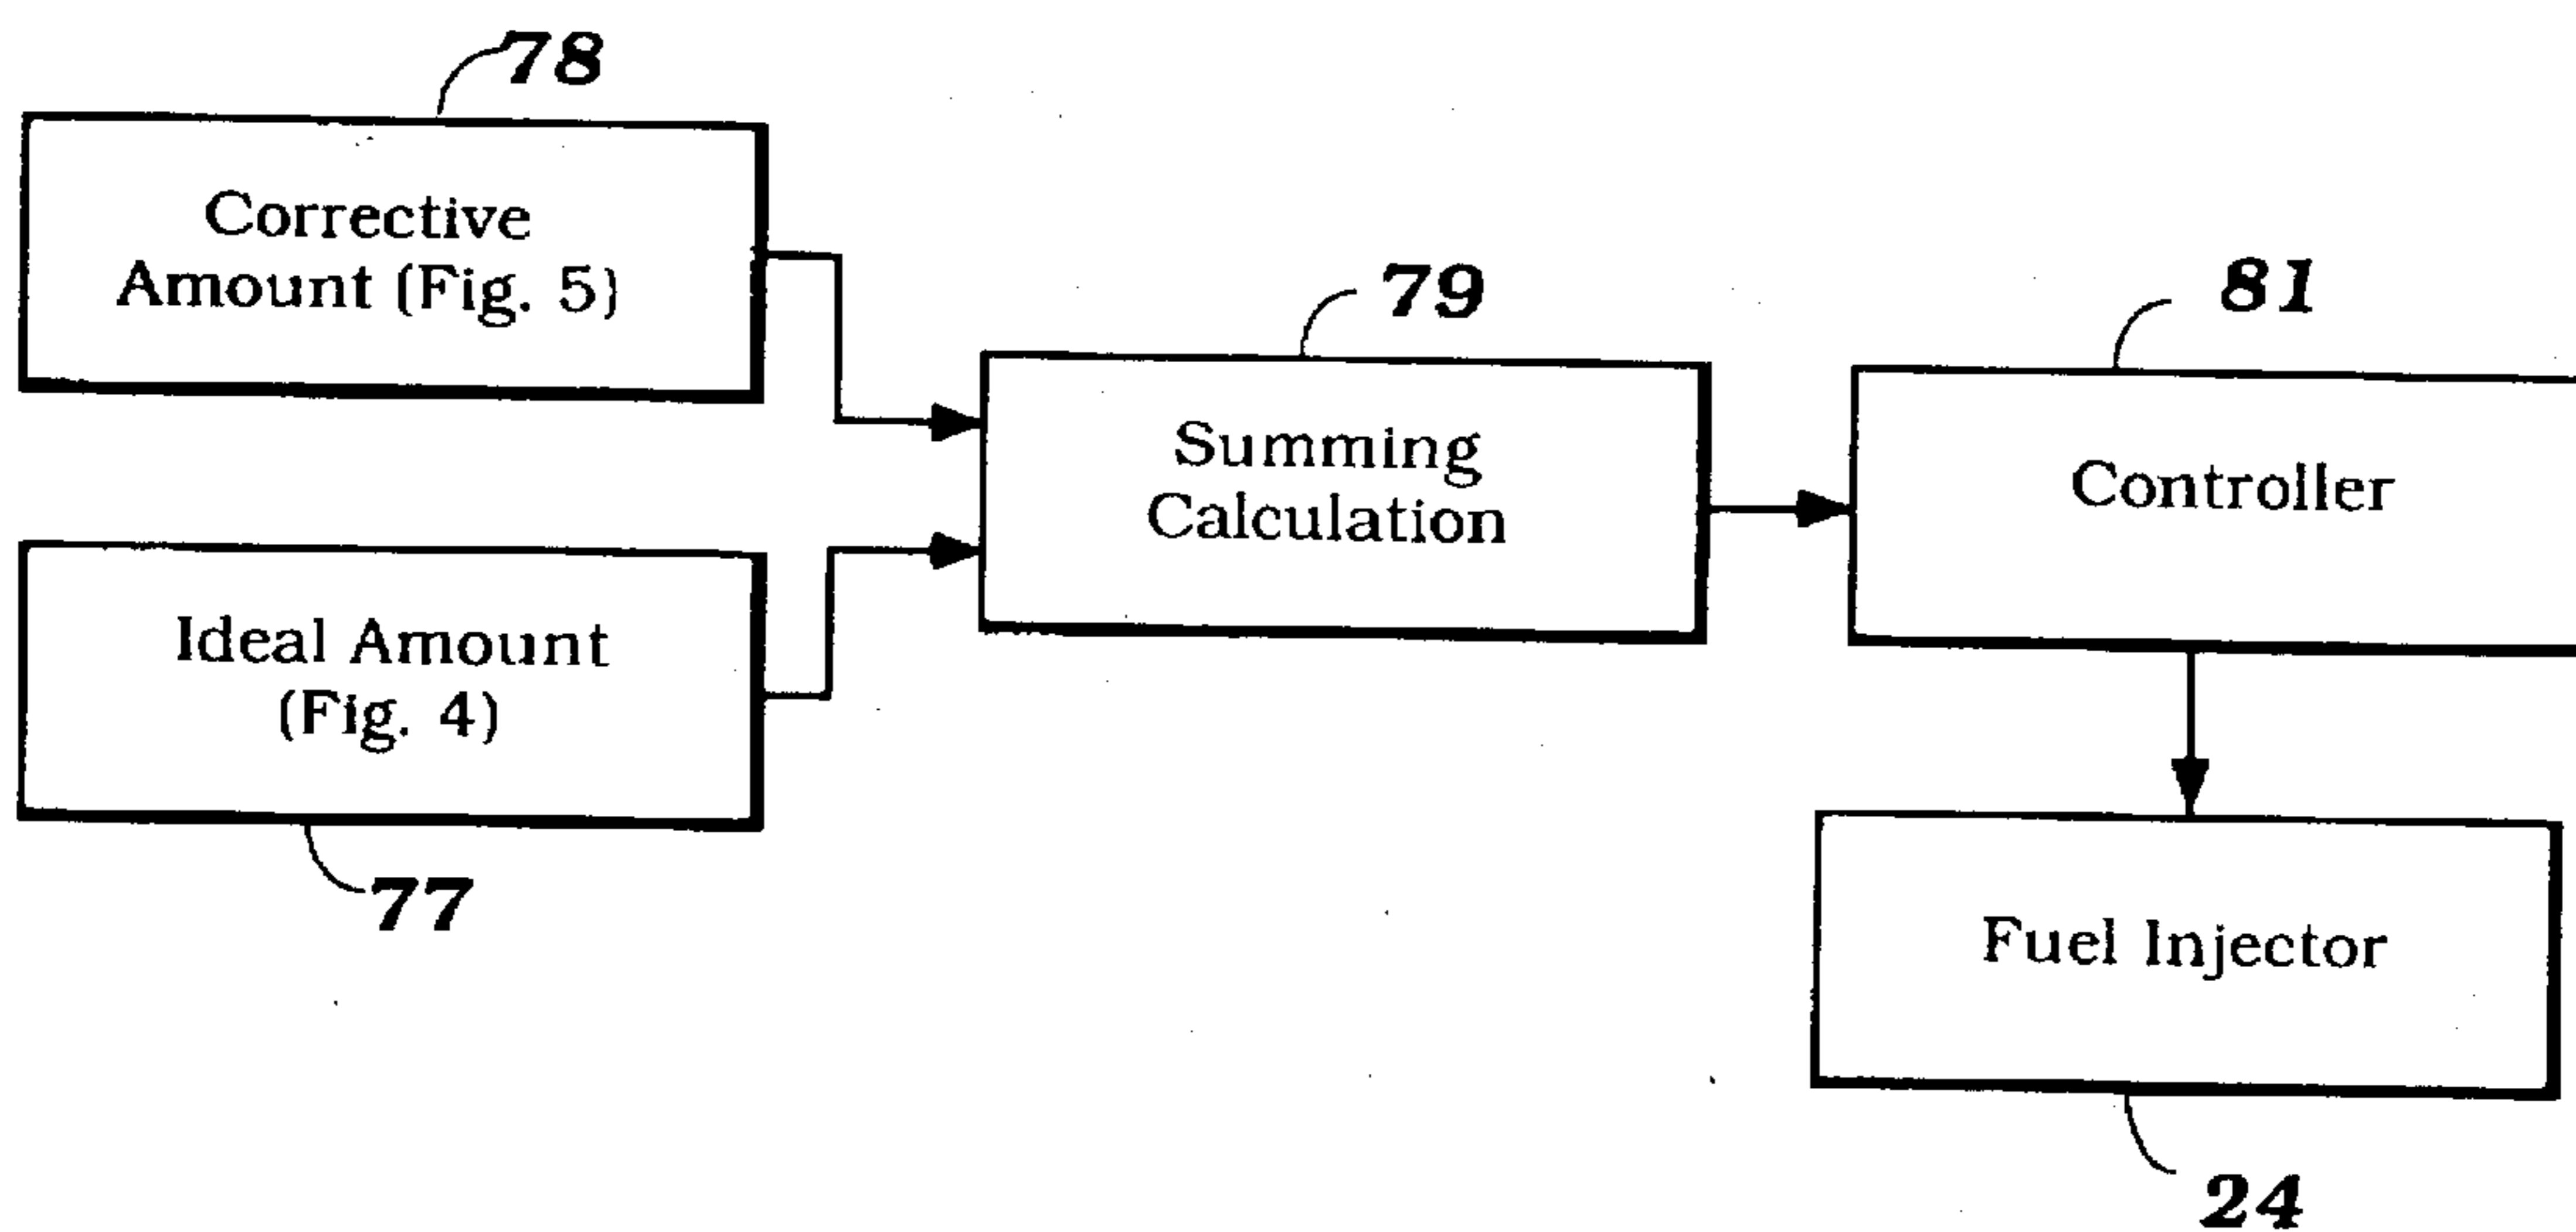 78
Corrective
Amount (Fig. 5)
79
Summing
Calculation
81
Controller
Ideal Amount
(Fig. 4)
77
Fuel Injector
24